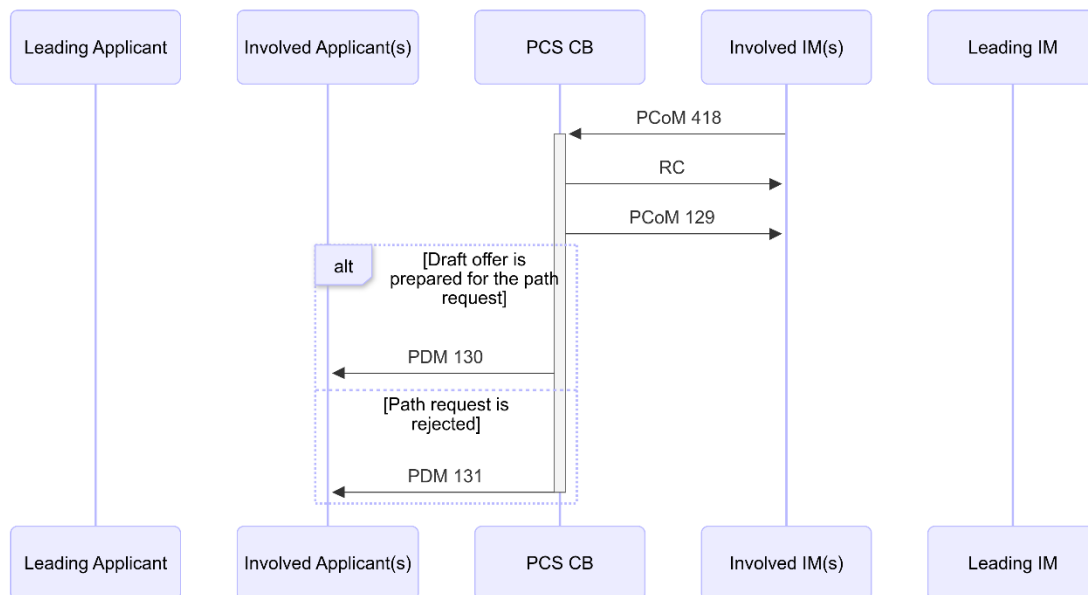 Leading Applicant
Involved Applicant(s)
PCS CB
Involved IM(s)
Leading IM
PCoM 418
RC
PCoM 129
alt
[Draft offer is
prepared for the path
request]
PDM 130
[Path request is
rejected]
PDM 131
Leading Applicant
Involved Applicant(s)
PCS CB
Involved IM(s)
Leading IM